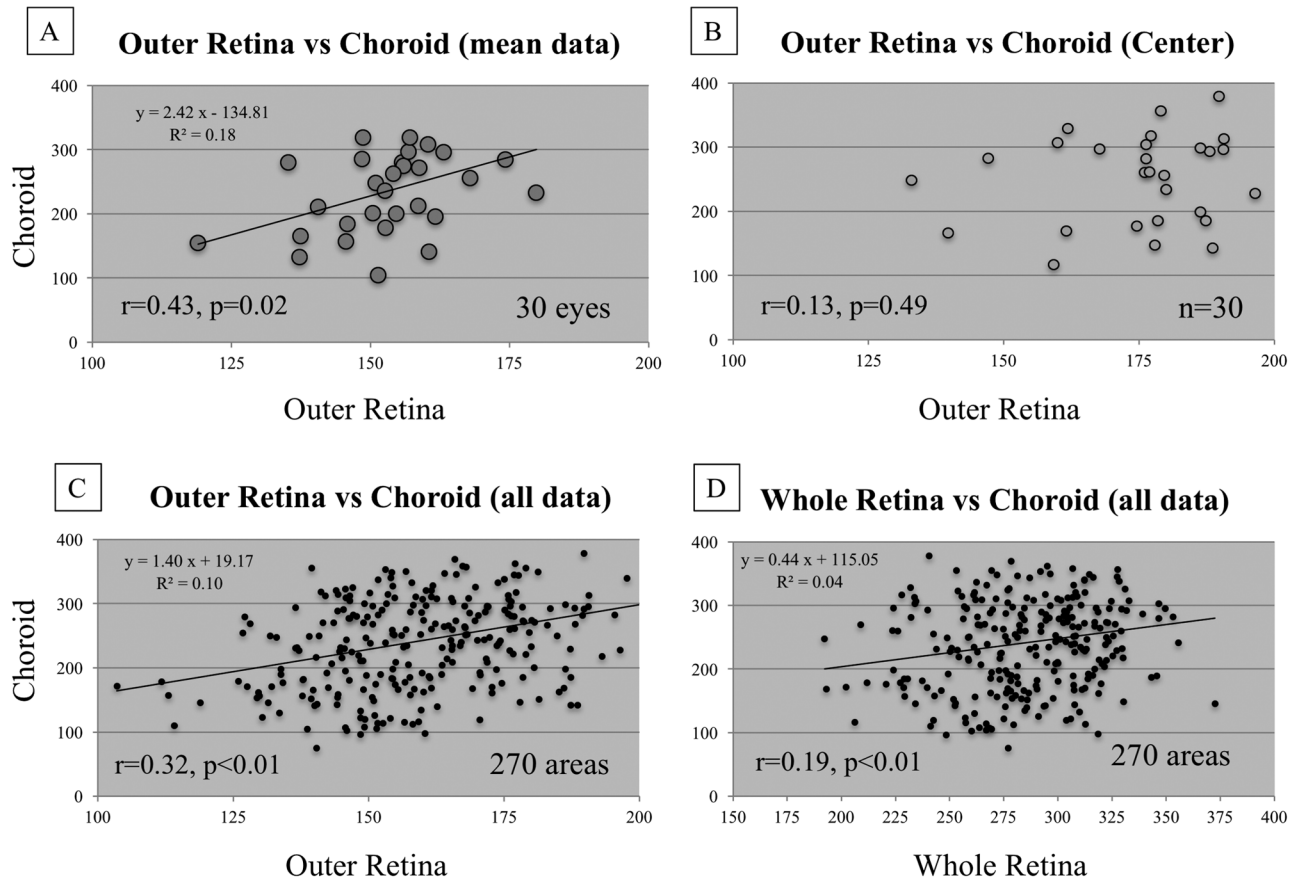 A
Outer Retina vs Choroid (mean data)
Choroid
400
300
200
100
0
y = 2.42 x - 134.81
R² = 0.18
r=0.43, p=0.02
30 eyes
100
125
150
175
200
Outer Retina
B
Outer Retina vs Choroid (Center)
400
300
200
100
0
r=0.13, p=0.49
n=30
100
125
150
175
200
Outer Retina
C
Outer Retina vs Choroid (all data)
Choroid
400
300
200
100
0
y = 1.40 x + 19.17
R² = 0.10
r=0.32, p<0.01
270 areas
100
125
150
175
200
Outer Retina
D
Whole Retina vs Choroid (all data)
400
300
200
100
0
y = 0.44 x + 115.05
R² = 0.04
r=0.19, p<0.01
270 areas
150
175
200
225
250
275
300
325
350
375
400
Whole Retina